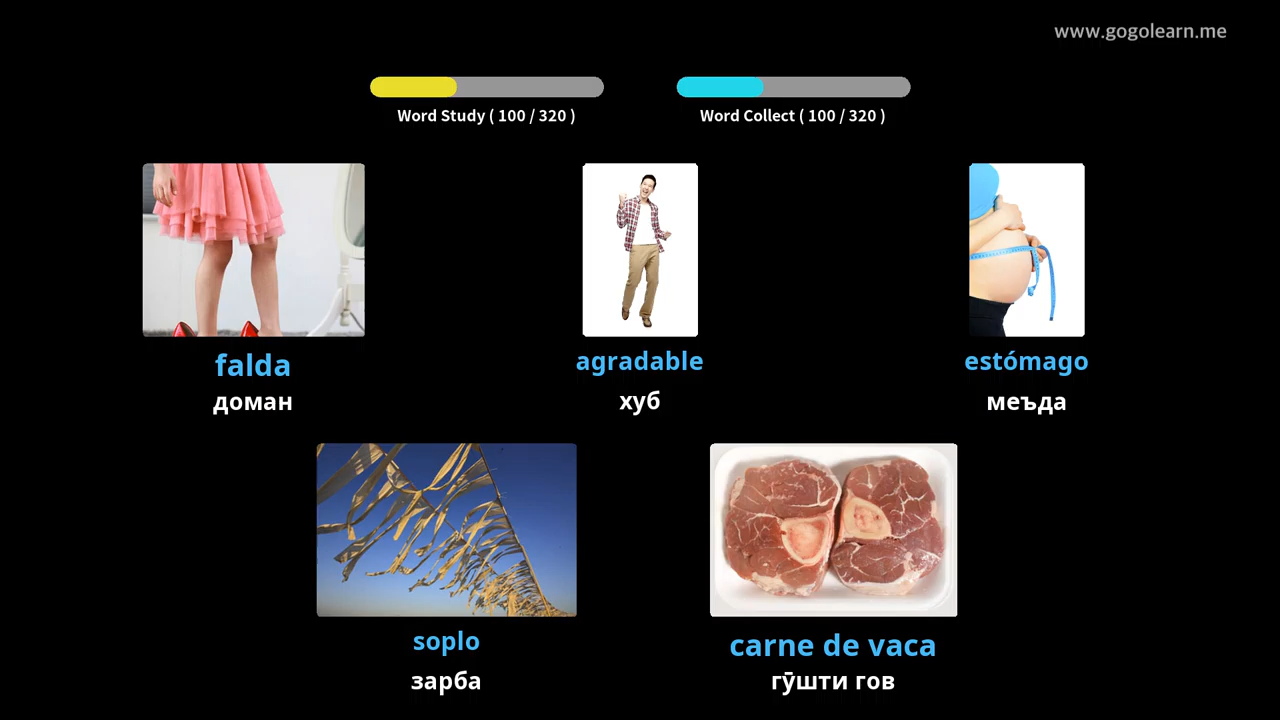 www.gogolearn.me
Word Study ( 100 / 320 )
Word Collect ( 100 / 320 )
falda
доман
agradable
хуб
estómago
меъда
soplo
зарба
carne de vaca
гӯшти гов